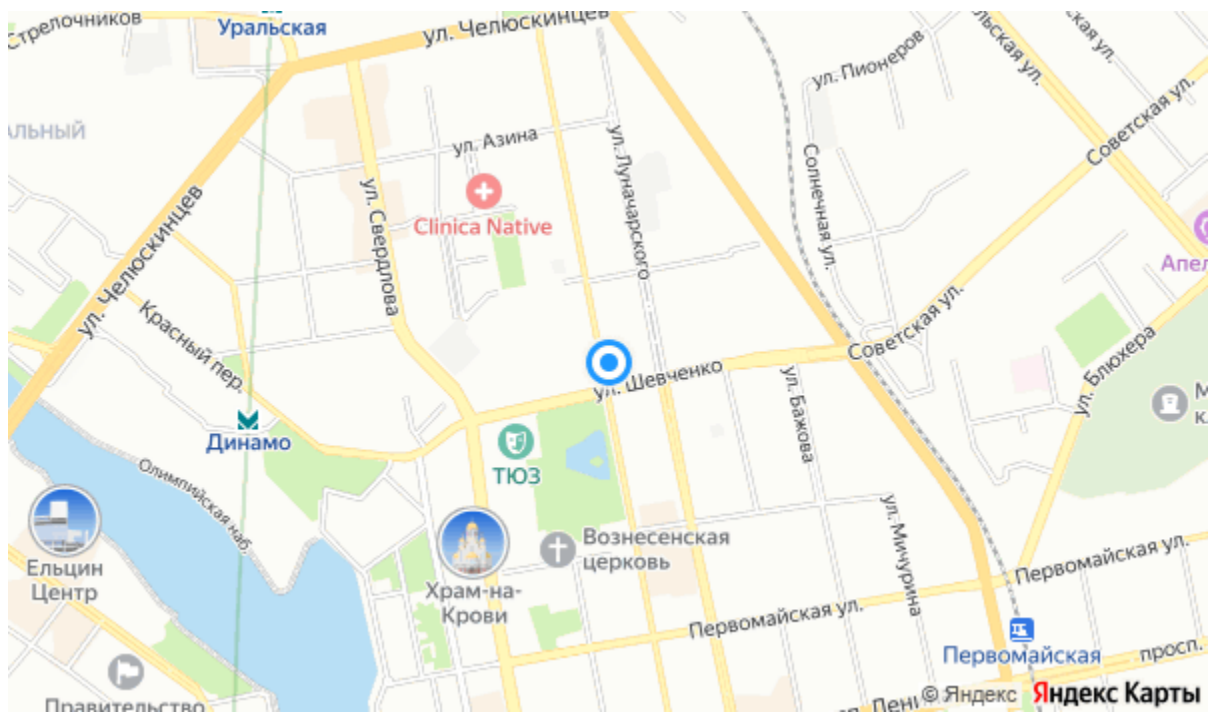 Стрелочников
Уральская
ул. Челюскинцев
ул. Пионеров
Советская ул.
ул. Азина
ул. Луначарского
Солнечная ул.
ул. Свердлова
Clinica Native
ул. Челюскинцев
Красный пер.
Советская ул.
ул. Блюхера
ул. Шевченко
ул. Бажова
Динамо
ТЮЗ
Олимпийская наб.
ул. Мичурина
Ельцин
Центр
Вознесенская
церковь
Храм-на-
Крови
Первомайская ул.
Первомайская ул.
Первомайская
просп.
Правительство
© Яндекс Яндекс Карты